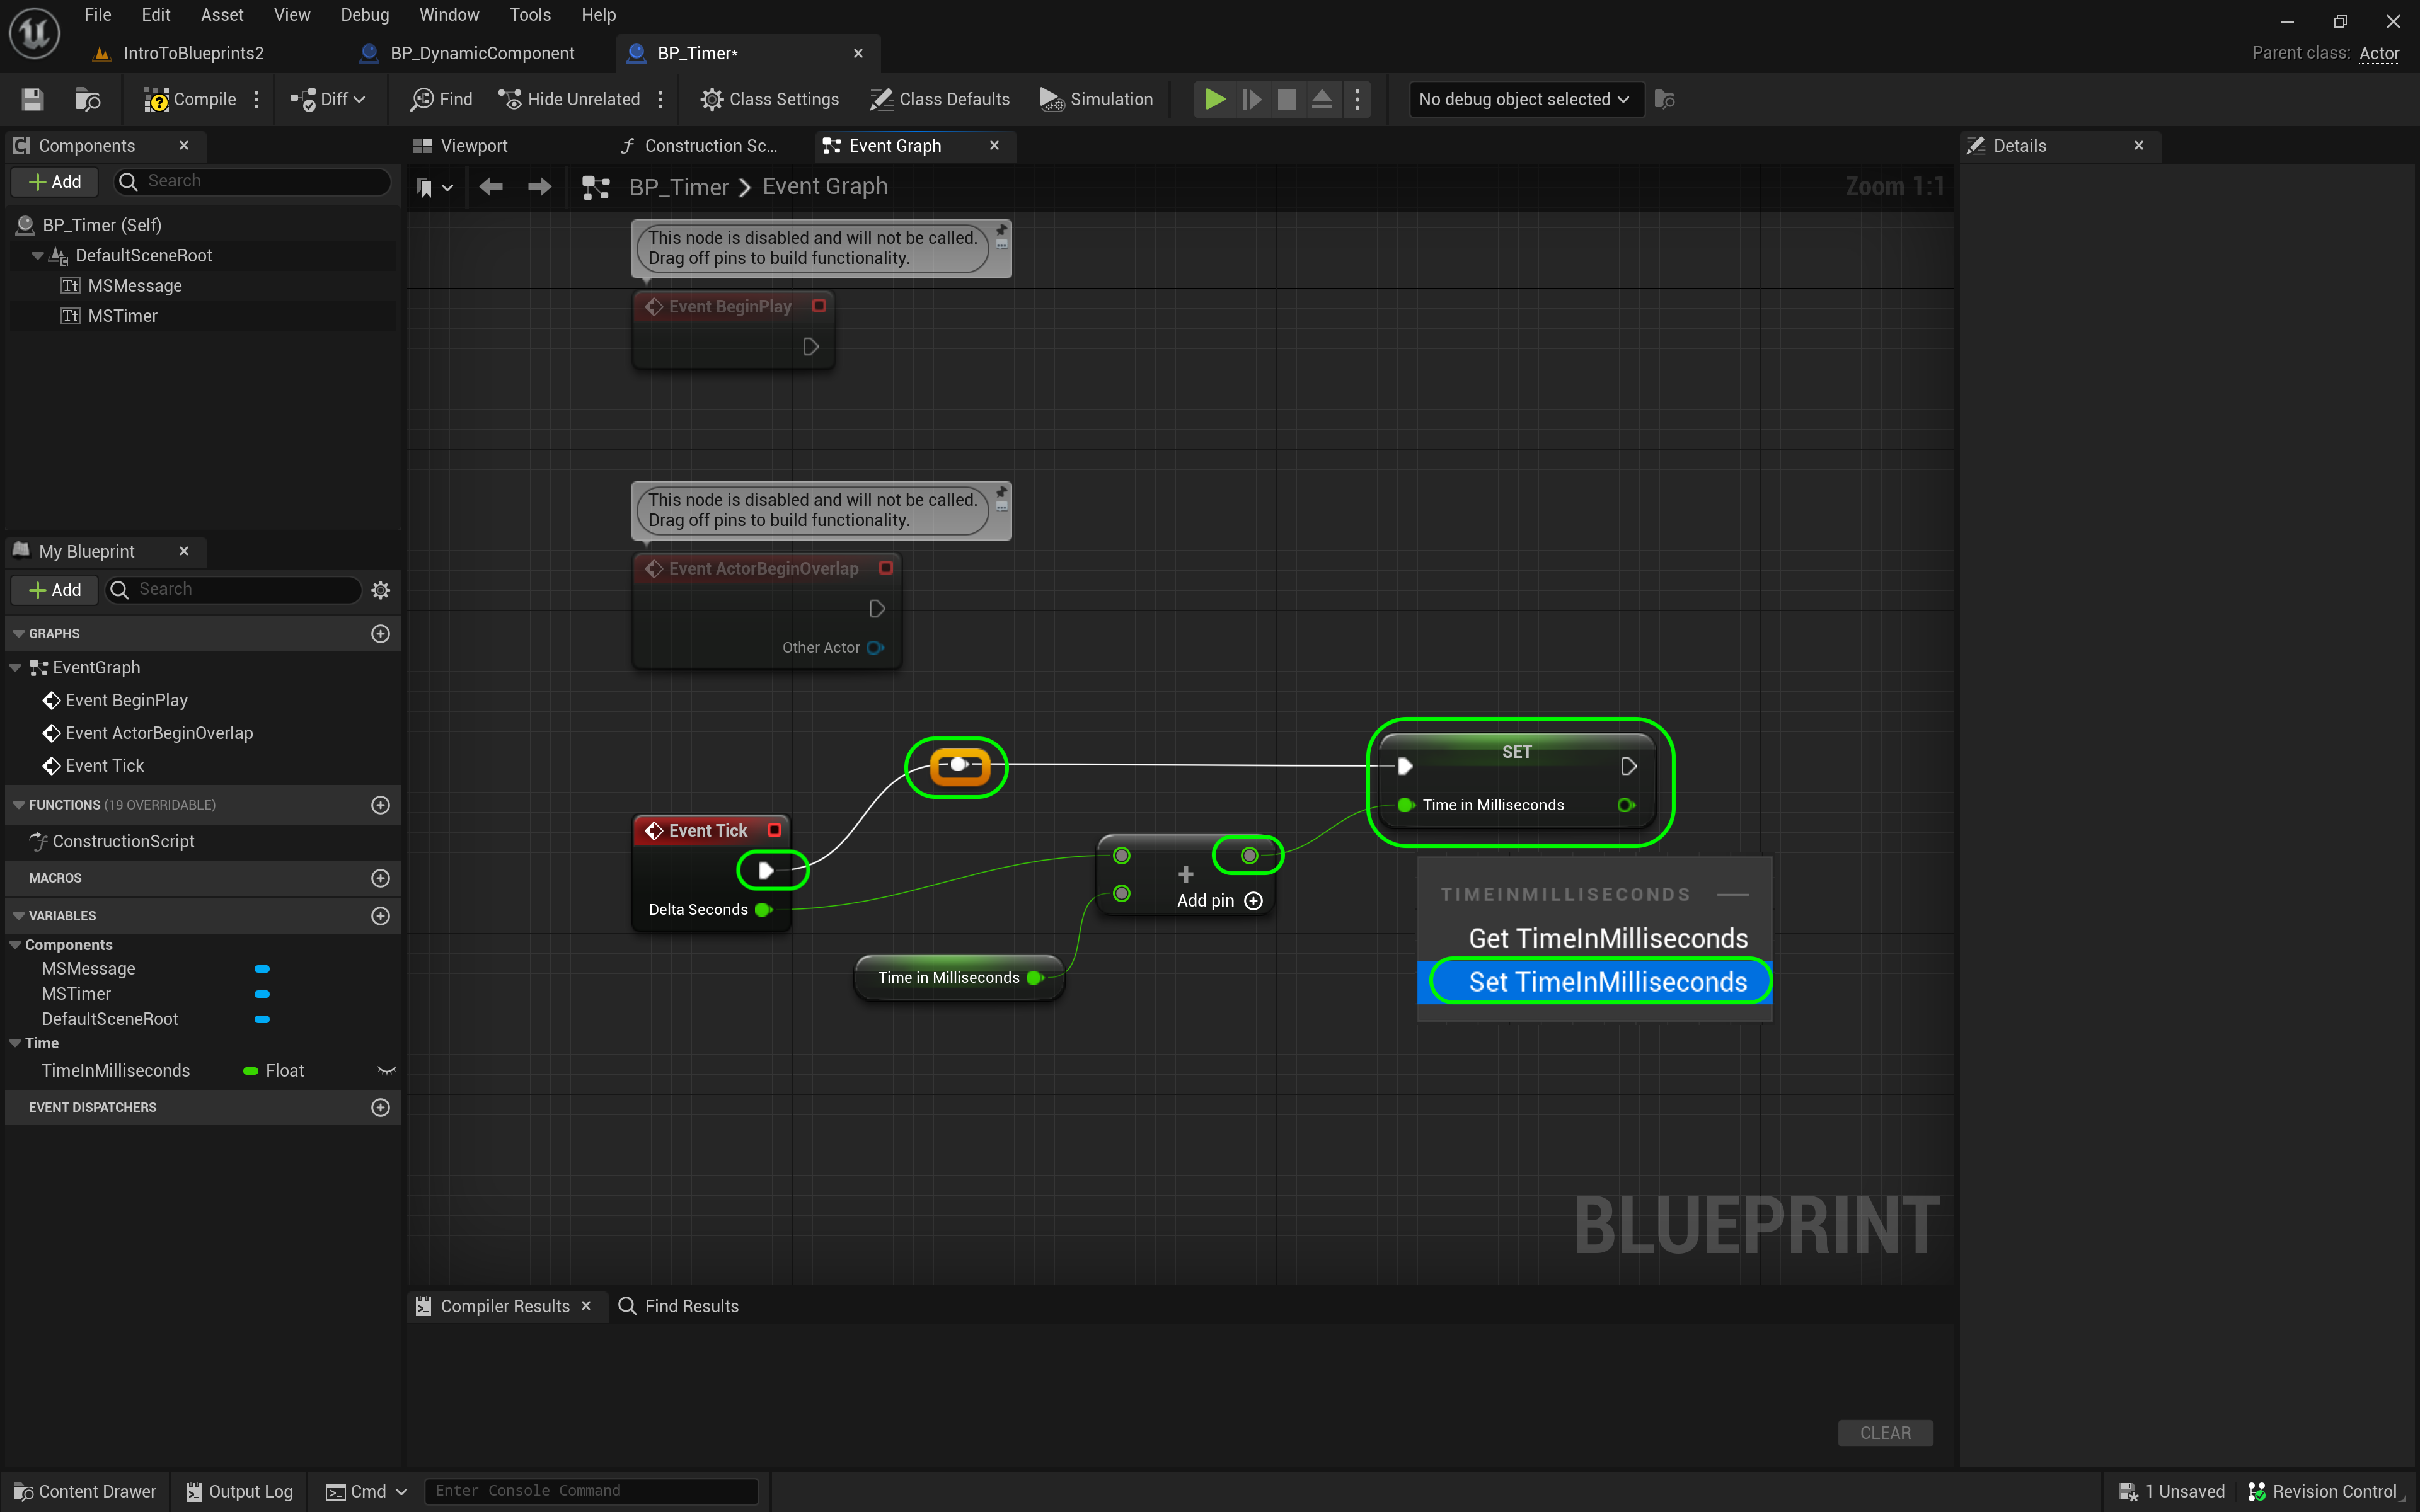 File Edit Asset View Debug Window Tools Help
IntroToBlueprints2 BP_DynamicComponent BP_Timer*
Parent class: Actor
Compile Diff Find Hide Unrelated Class Settings Class Defaults Simulation No debug object selected
Components
Add Search
BP_Timer (Self)
DefaultSceneRoot
MSMessage
MSTimer
My Blueprint
Add Search
GRAPHS
EventGraph
Event BeginPlay
Event ActorBeginOverlap
Event Tick
FUNCTIONS (19 OVERRIDABLE)
ConstructionScript
MACROS
VARIABLES
Components
MSMessage
MSTimer
DefaultSceneRoot
Time
TimeInMilliseconds Float
EVENT DISPATCHERS
Viewport Construction Sc... Event Graph
BP_Timer > Event Graph
Zoom 1:1
This node is disabled and will not be called.
Drag off pins to build functionality.
Event BeginPlay
This node is disabled and will not be called.
Drag off pins to build functionality.
Event ActorBeginOverlap
Other Actor
SET
Time in Milliseconds
Event Tick
Delta Seconds
Add pin
Time in Milliseconds
TIMEINMILLISECONDS
Get TimeInMilliseconds
Set TimeInMilliseconds
BLUEPRINT
Compiler Results Find Results
CLEAR
Details
Content Drawer Output Log Cmd Enter Console Command
1 Unsaved Revision Control